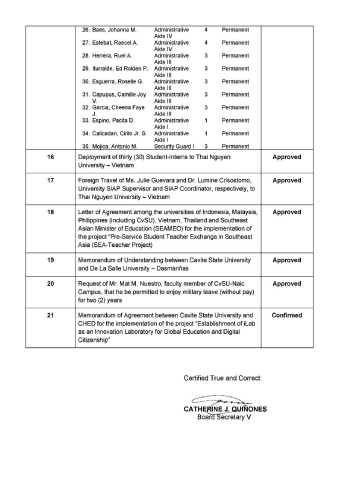 26. Baes, Johanna M. Administrative Aide IV 4 Permanent
27. Estebat, Raecel A. Administrative Aide IV 4 Permanent
28. Herrera, Ruel A. Administrative Aide III 3 Permanent
29. Iturralde, Ed Roldan P. Administrative Aide III 3 Permanent
30. Esguerra, Roselle G. Administrative Aide III 3 Permanent
31. Capupus, Camille Joy V. Administrative Aide III 3 Permanent
32. Garcia, Cheena Faye J. Administrative Aide III 3 Permanent
33. Espino, Pacita D. Administrative Aide I 1 Permanent
34. Calicadan, Cirilo Jr. S. Administrative Aide I 1 Permanent
35. Mojica, Antonio M. Security Guard I 3 Permanent
16 Deployment of thirty (30) Student-Interns to Thai Nguyen Approved
University – Vietnam
17 Foreign Travel of Ms. Julie Guevara and Dr. Lumine Crisostomo, Approved
University SIAP Supervisor and SIAP Coordinator, respectively, to
Thai Nguyen University – Vietnam
18 Letter of Agreement among the universities of Indonesia, Malaysia, Approved
Philippines (including CvSU), Vietnam, Thailand and Southeast
Asian Minister of Education (SEAMEO) for the implementation of
the project "Pre-Service Student Teacher Exchange in Southeast
Asia (SEA-Teacher Project)
19 Memorandum of Understanding between Cavite State University Approved
and De La Salle University – Dasmariñas
20 Request of Mr. Mat M. Nuestro, faculty member of CvSU-Naic Approved
Campus, that he be permitted to enjoy military leave (without pay)
for two (2) years
21 Memorandum of Agreement between Cavite State University and Confirmed
CHED for the implementation of the project "Establishment of iLab
as an Innovation Laboratory for Global Education and Digital
Citizenship"
Certified True and Correct:
CATHERINE J. QUIÑONES
Board Secretary V